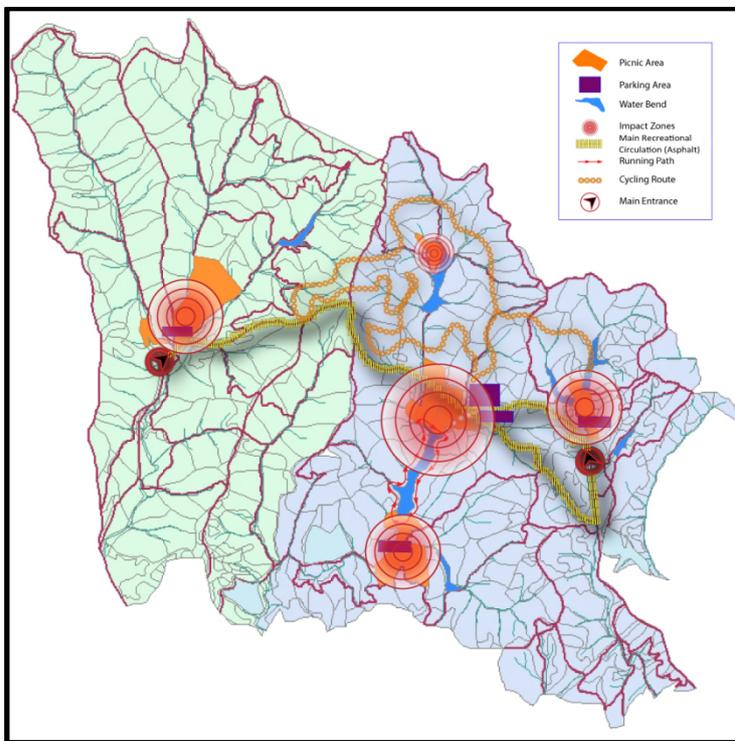 Picnic Area
Parking Area
Water Bend
Impact Zones
Main Recreational
Circulation (Asphalt)
Running Path
Cycling Route
Main Entrance